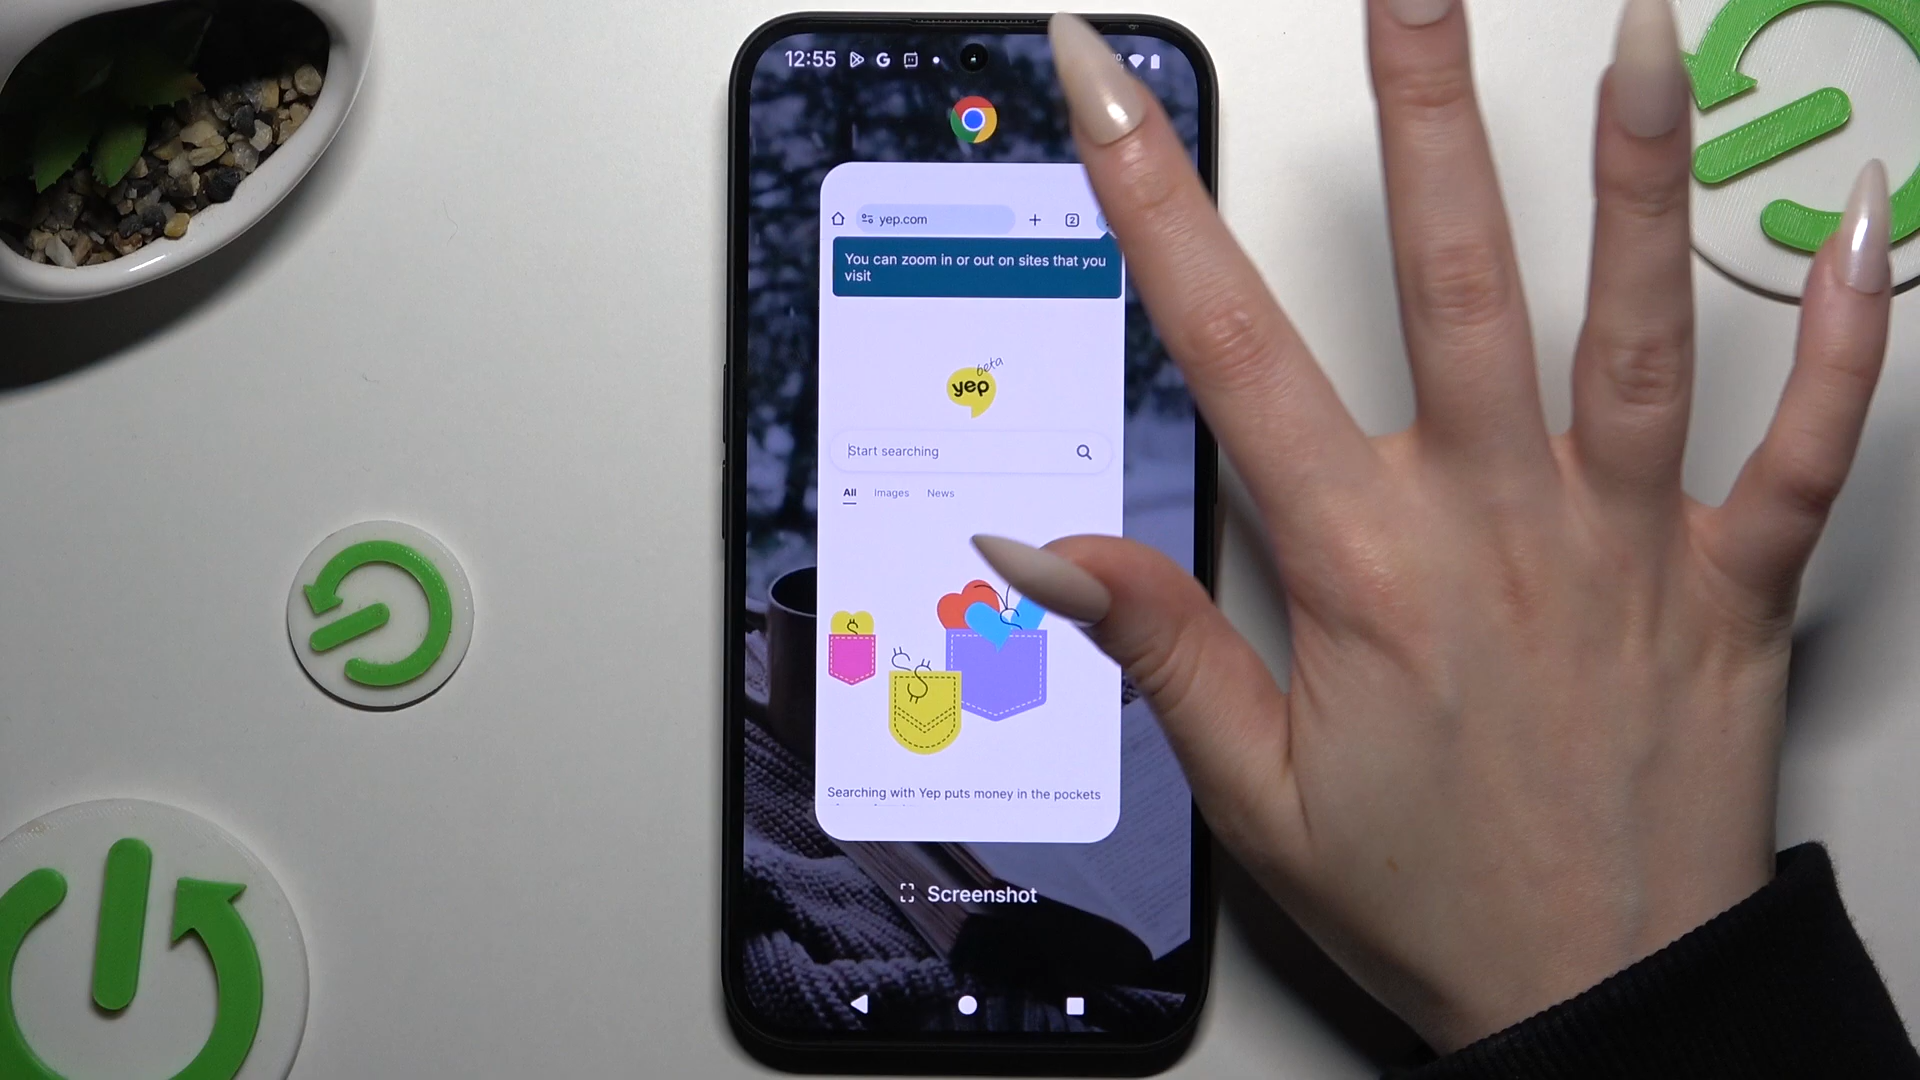 12:55
yep.com
2
You can zoom in or out on sites that you
visit
beta
yep
Start searching
All Images News
Searching with Yep puts money in the pockets
Screenshot